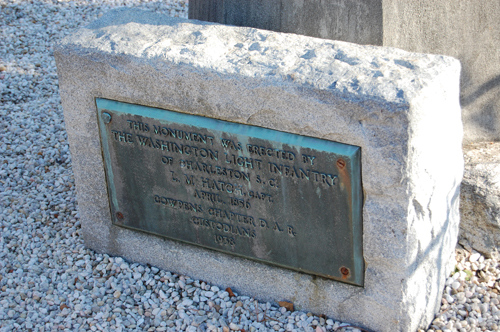 THIS MONUMENT WAS ERECTED BY
THE WASHINGTON LIGHT INFANTRY
OF CHARLESTON S. C.
L. M. HATCH, CAPT.
APRIL, 1856
COWPENS CHAPTER D. A. R.
CUSTODIANS
1938